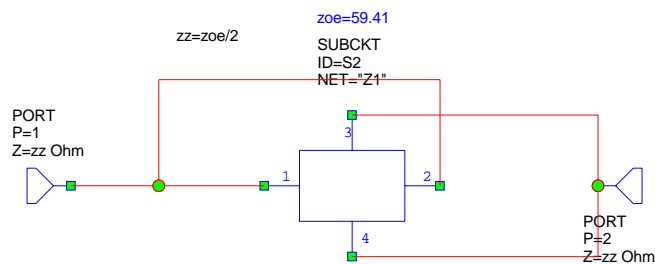 zoe=59.41
zz=zoe/2
SUBCKT
ID=S2
NET="Z1"
PORT
P=1
Z=zz Ohm
3
1
2
4
PORT
P=2
Z=zz Ohm